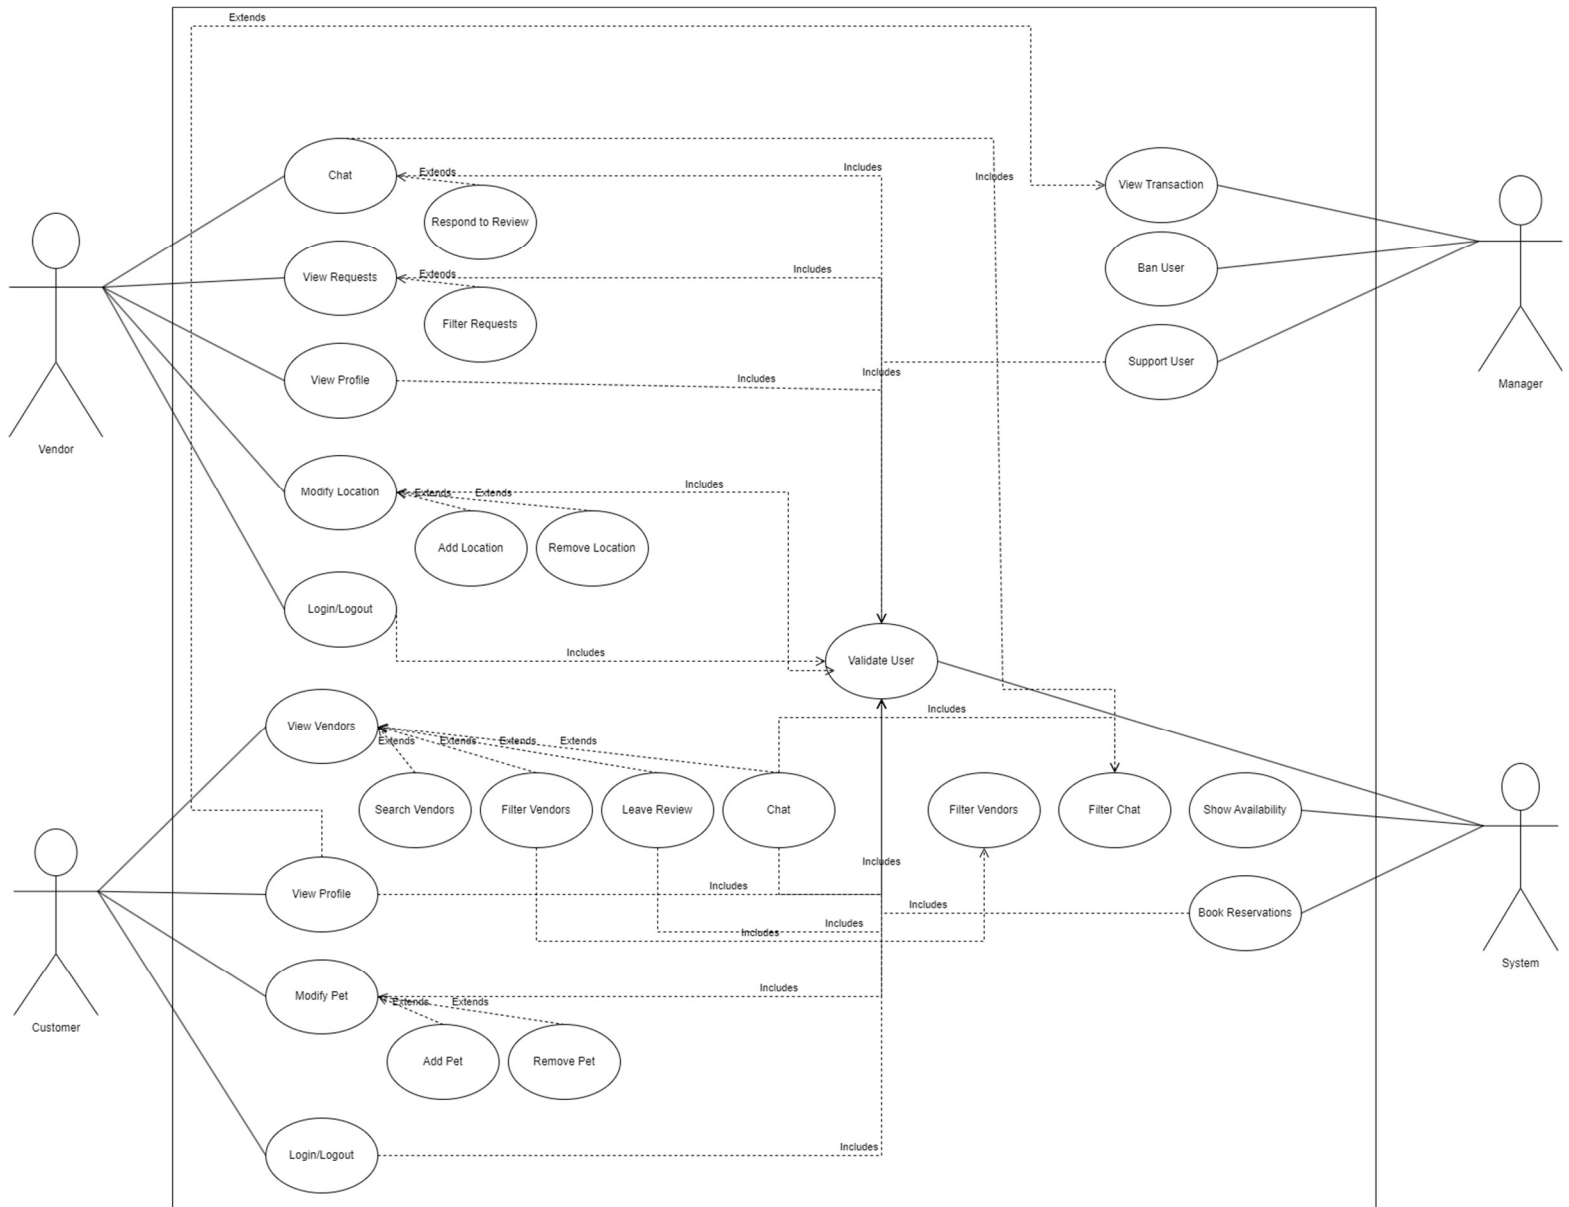 Extends
Chat
Extends
Includes
Includes
View Transaction
Respond to Review
View Requests
Extends
Includes
Ban User
Filter Requests
View Profile
Includes
Includes
Support User
Manager
Vendor
Modify Location
Extends
Extends
Includes
Add Location
Remove Location
Login/Logout
Includes
Validate User
View Vendors
Includes
Extends
Extends
Extends
Extends
Search Vendors
Filter Vendors
Leave Review
Chat
Filter Vendors
Filter Chat
Show Availability
Includes
View Profile
Includes
Includes
Book Reservations
Includes
Includes
System
Modify Pet
Extends
Extends
Includes
Customer
Add Pet
Remove Pet
Login/Logout
Includes